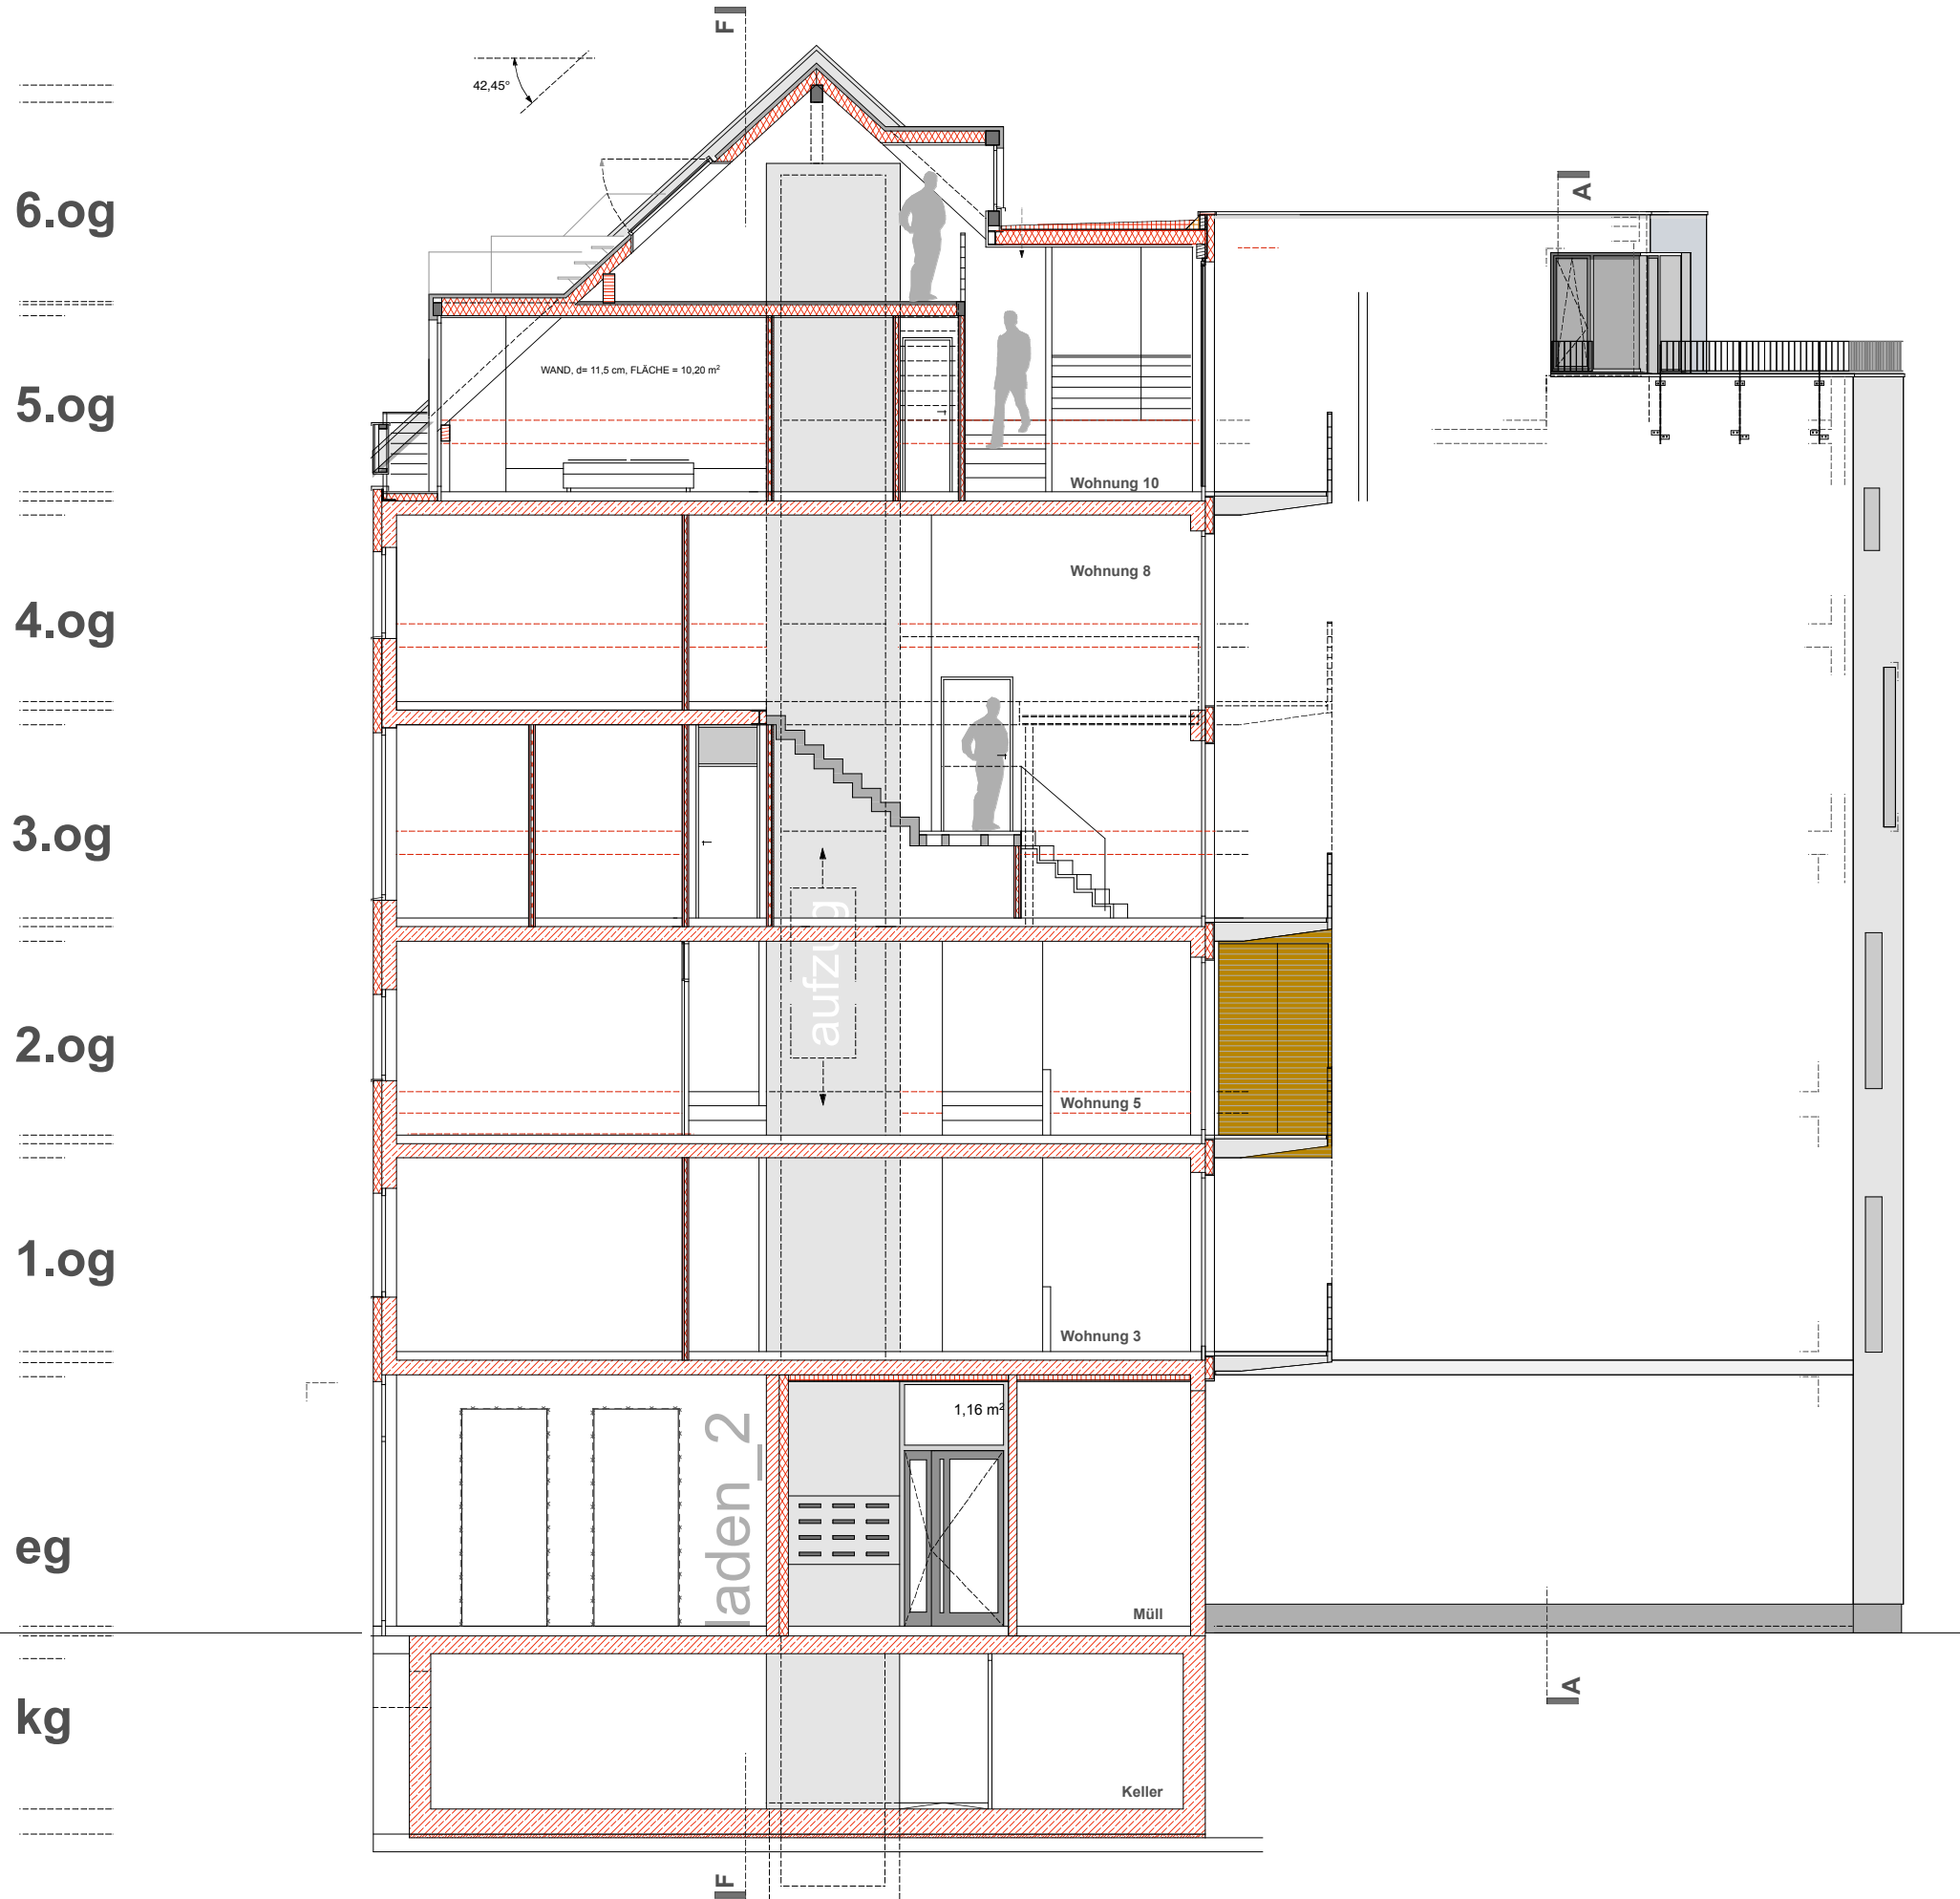 F
42,45°
A
6.og
WAND, d= 11,5 cm, FLÄCHE = 10,20 m²
5.og
Wohnung 10
Wohnung 8
4.og
3.og
aufzug
2.og
Wohnung 5
1.og
Wohnung 3
laden_2
1,16 m²
eg
Müll
A
kg
Keller
F